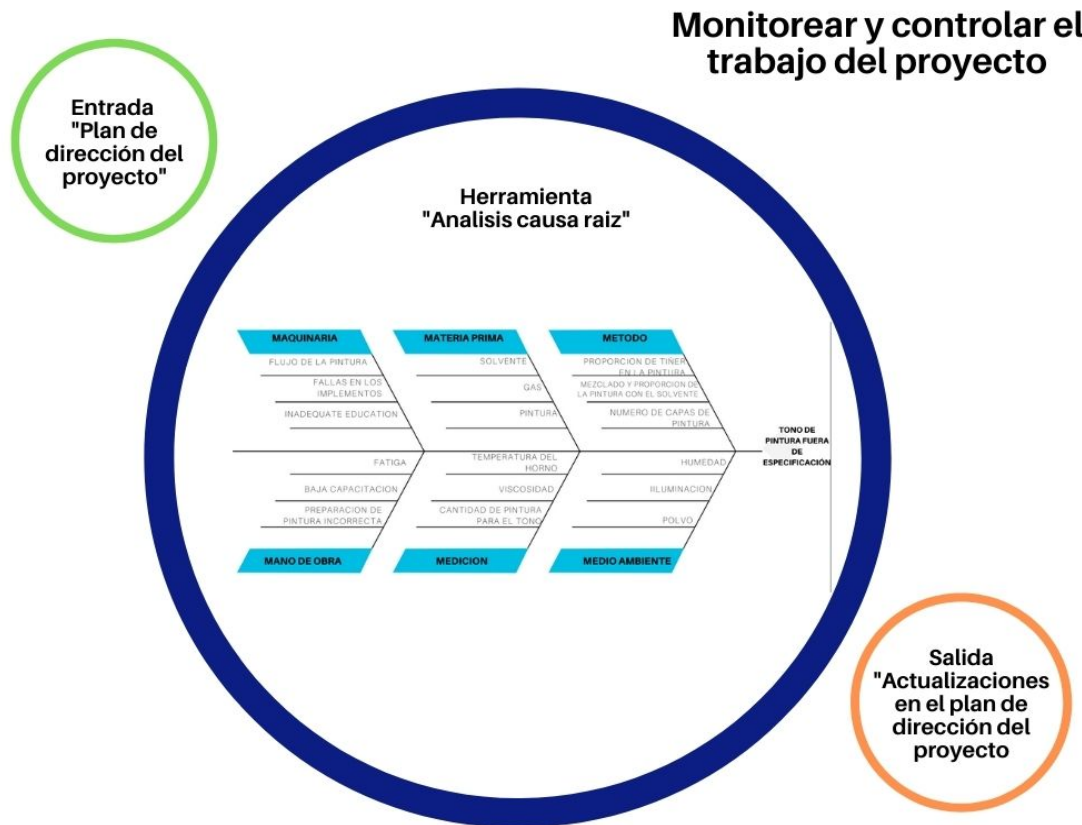 Monitorear y controlar el
trabajo del proyecto
Entrada
"Plan de
dirección del
proyecto"
Herramienta
"Analisis causa raiz"
MAQUINARIA
FLUJO DE LA PINTURA
FALLAS EN LOS
IMPLEMENTOS
INADEQUATE EDUCATION
MATERIA PRIMA
SOLVENTE
GAS
PINTURA
METODO
PROPORCION DE TIÑER
EN LA PINTURA
MEZCLADO Y PROPORCION DE
LA PINTURA CON EL SOLVENTE
NUMERO DE CAPAS DE
PINTURA
TONO DE
PINTURA FUERA
DE
ESPECIFICACIÓN
FATIGA
BAJA CAPACITACION
PREPARACION DE
PINTURA INCORRECTA
MANO DE OBRA
TEMPERATURA DEL
HORNO
VISCOSIDAD
CANTIDAD DE PINTURA
PARA EL TONO
MEDICION
HUMEDAD
IILUMINACION
POLVO
MEDIO AMBIENTE
Salida
"Actualizaciones
en el plan de
dirección del
proyecto